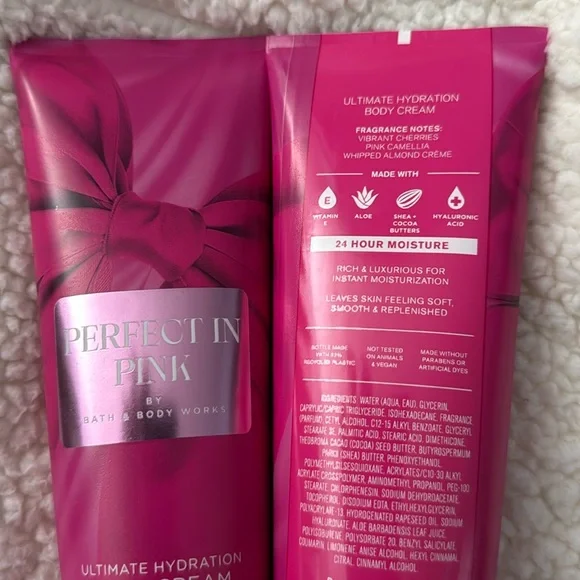 PERFECT IN
PINK
BY
BATH & BODY WORKS
ULTIMATE HYDRATION
CREAM
ULTIMATE HYDRATION
BODY CREAM
FRAGRANCE NOTES:
VIBRANT CHERRIES
PINK CAMELLIA
WHIPPED ALMOND CRÈME
MADE WITH
E
VITAMIN
E
ALOE
SHEA +
COCOA
BUTTERS
HYALURONIC
ACID
24 HOUR MOISTURE
RICH & LUXURIOUS FOR
INSTANT MOISTURIZATION
LEAVES SKIN FEELING SOFT,
SMOOTH & REPLENISHED
BOTTLE MADE
WITH
RECYCLED PLASTIC
NOT TESTED
ON ANIMALS
& VEGAN
MADE WITHOUT
PARABENS OR
ARTIFICIAL DYES
INGREDIENTS: WATER (AQUA, EAU), GLYCERIN,
CAPRYLIC/CAPRIC TRIGLYCERIDE, ISOHEXADECANE, FRAGRANCE
(PARFUM), CETYL ALCOHOL, C12-15 ALKYL BENZOATE, GLYCERYL
STEARATE SE, PALMITIC ACID, STEARIC ACID, DIMETHICONE,
THEOBROMA CACAO (COCOA) SEED BUTTER, BUTYROSPERMUM
PARKII (SHEA) BUTTER, PHENOXYETHANOL,
POLYMETHYLSILSESQUIOXANE, ACRYLATES/C10-30 ALKYL
ACRYLATE CROSSPOLYMER, AMINOMETHYL PROPANOL, PEG-100
STEARATE, CHLORPHENESIN, SODIUM DEHYDROACETATE,
TOCOPHEROL, DISODIUM EDTA, ETHYLHEXYLGLYCERIN,
POLYACRYLATE-13, HYDROGENATED RAPESEED OIL, SODIUM
HYALURONATE, ALOE BARBADENSIS LEAF JUICE,
POLYISOBUTENE, POLYSORBATE 20, BENZYL SALICYLATE,
COUMARIN, LIMONENE, ANISE ALCOHOL, HEXYL CINNAMAL,
CITRAL, CINNAMYL ALCOHOL